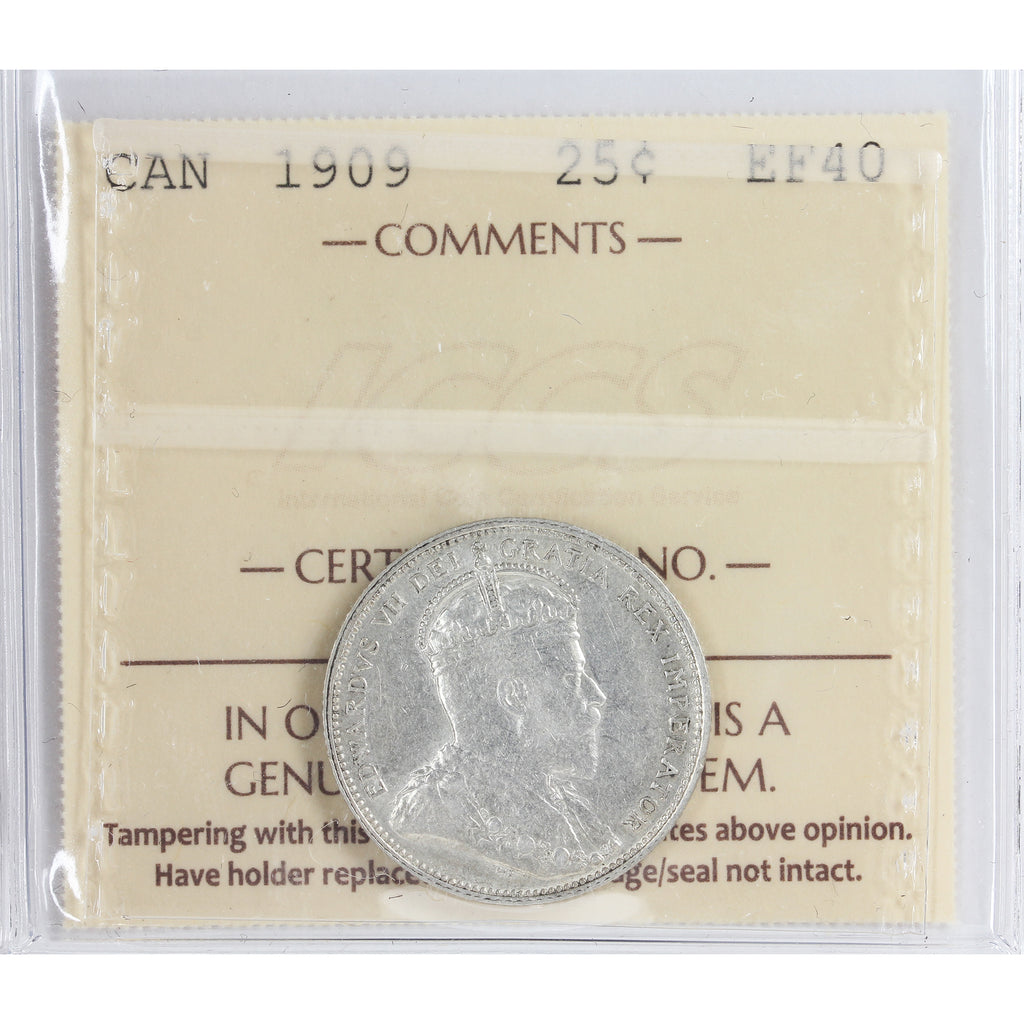 CAN 1909 25¢ EF40
— COMMENTS —
ICCS
International Coin Certification Service
— CERT NO. —
IN O IS A
GENU EM.
Tampering with this tes above opinion.
Have holder replace ge/seal not intact.
EDWARDVS VII DEI GRATIA REX IMPERATOR